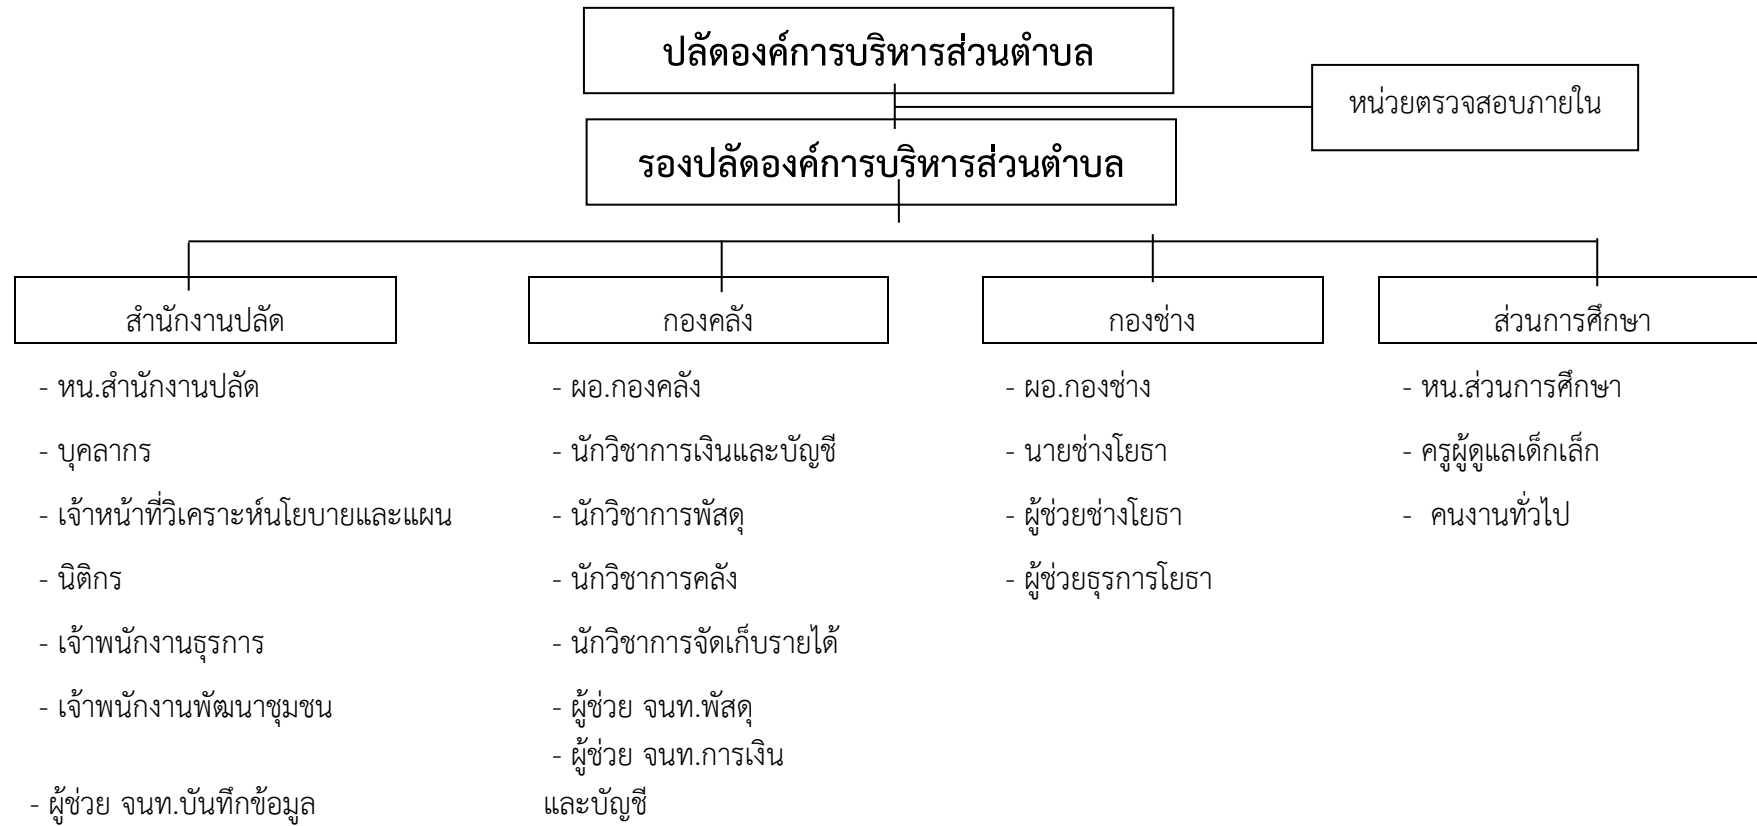 ปลัดองค์การบริหารส่วนตำบล
หน่วยตรวจสอบภายใน
รองปลัดองค์การบริหารส่วนตำบล
สำนักงานปลัด
- หน.สำนักงานปลัด
- บุคลากร
- เจ้าหน้าที่วิเคราะห์นโยบายและแผน
- นิติกร
- เจ้าพนักงานธุรการ
- เจ้าพนักงานพัฒนาชุมชน
- ผู้ช่วย จนท.บันทึกข้อมูล
กองคลัง
- ผอ.กองคลัง
- นักวิชาการเงินและบัญชี
- นักวิชาการพัสดุ
- นักวิชาการคลัง
- นักวิชาการจัดเก็บรายได้
- ผู้ช่วย จนท.พัสดุ
- ผู้ช่วย จนท.การเงิน
และบัญชี
กองช่าง
- ผอ.กองช่าง
- นายช่างโยธา
- ผู้ช่วยช่างโยธา
- ผู้ช่วยธุรการโยธา
ส่วนการศึกษา
- หน.ส่วนการศึกษา
- ครูผู้ดูแลเด็กเล็ก
- คนงานทั่วไป